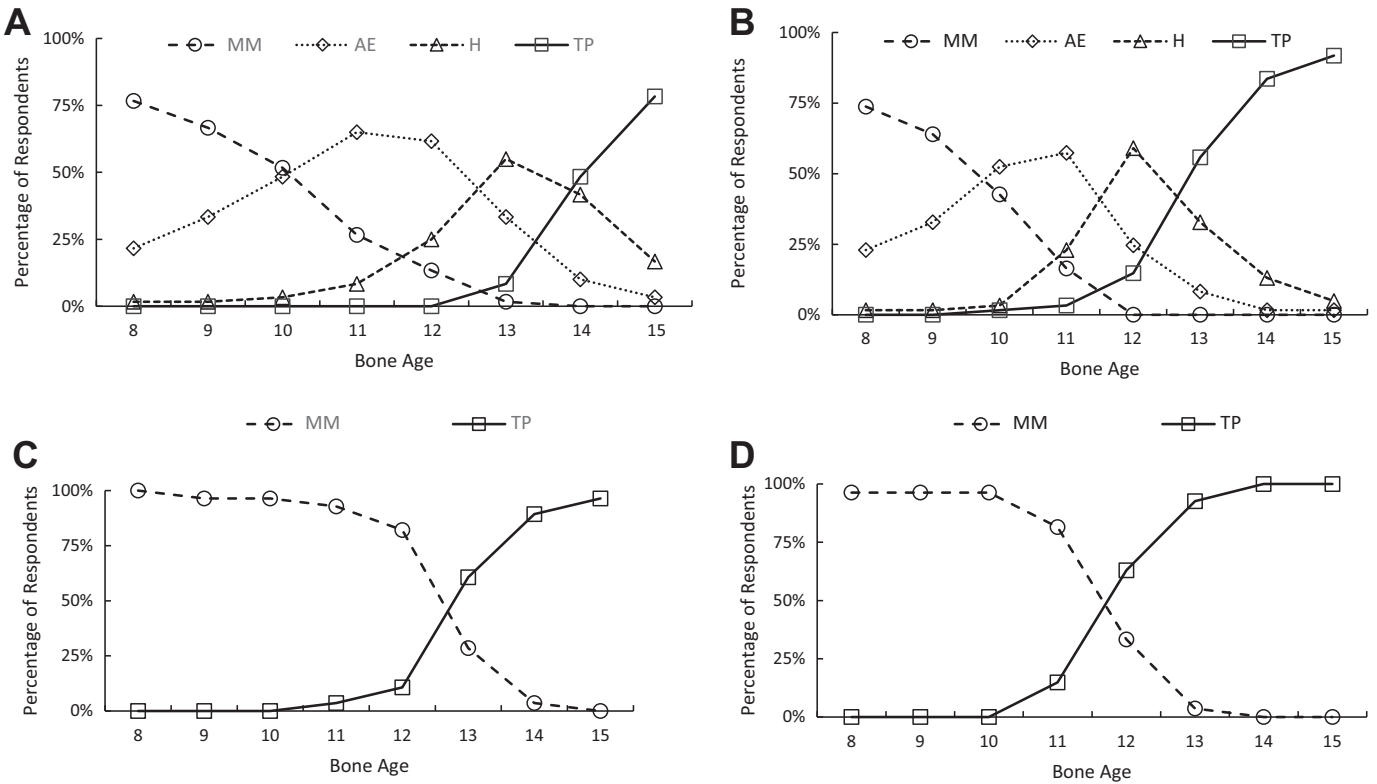 A
MM AE H TP
Percentage of Respondents
100%
75%
50%
25%
0%
8 9 10 11 12 13 14 15
Bone Age
B
MM AE H TP
Percentage of Respondents
100%
75%
50%
25%
0%
8 9 10 11 12 13 14 15
Bone Age
MM TP
C
Percentage of Respondents
100%
75%
50%
25%
0%
8 9 10 11 12 13 14 15
Bone Age
MM TP
D
Percentage of Respondents
100%
75%
50%
25%
0%
8 9 10 11 12 13 14 15
Bone Age